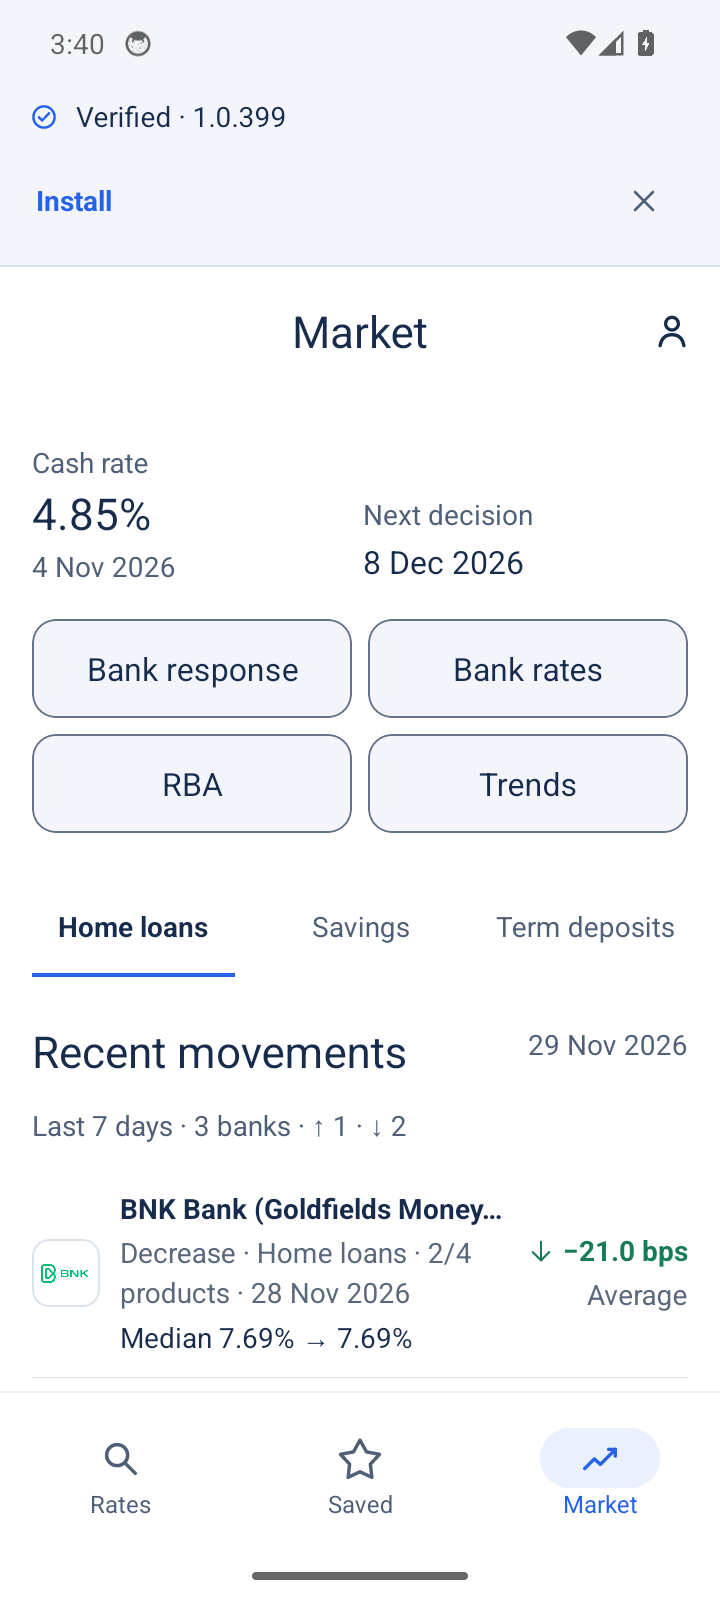 3:40
Verified · 1.0.399
Install
Market
Cash rate
4.85%
4 Nov 2026
Next decision
8 Dec 2026
Bank response
Bank rates
RBA
Trends
Home loans
Savings
Term deposits
Recent movements
29 Nov 2026
Last 7 days · 3 banks · ↑ 1 · ↓ 2
BNK
BNK Bank (Goldfields Money...
Decrease · Home loans · 2/4
products · 28 Nov 2026
Median 7.69% → 7.69%
↓ −21.0 bps
Average
Rates
Saved
Market